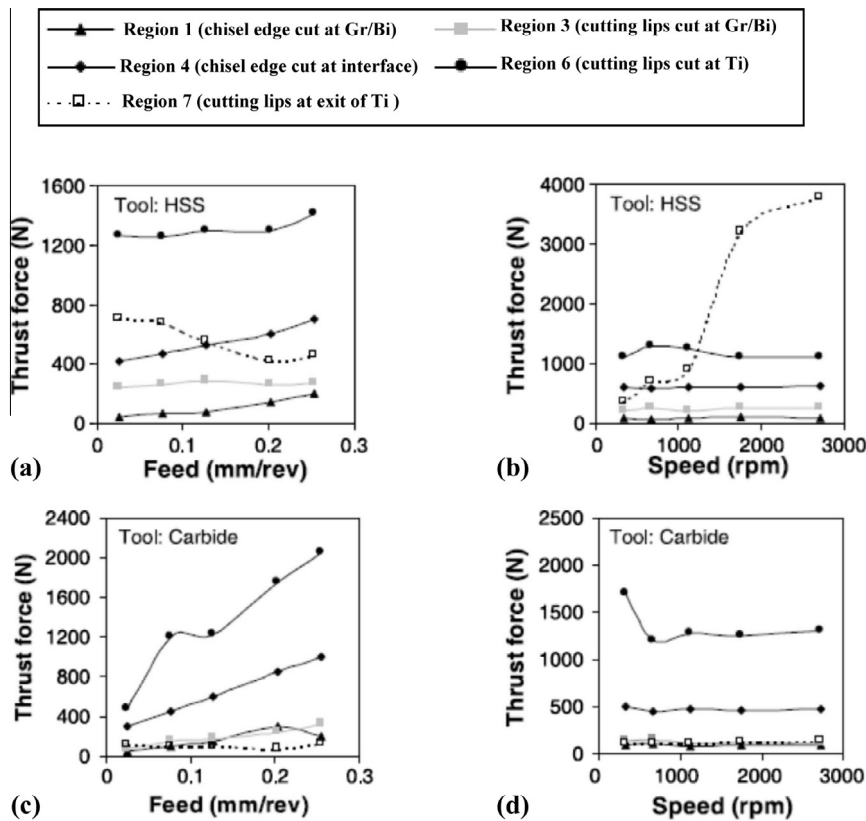 Region 1 (chisel edge cut at Gr/Bi)
Region 3 (cutting lips cut at Gr/Bi)
Region 4 (chisel edge cut at interface)
Region 6 (cutting lips cut at Ti)
Region 7 (cutting lips at exit of Ti )
Tool: HSS
Thrust force (N)
1600
1200
800
400
0
0 0.1 0.2 0.3
Feed (mm/rev)
(a)
Tool: HSS
Thrust force (N)
4000
3000
2000
1000
0
0 1000 2000 3000
Speed (rpm)
(b)
Tool: Carbide
Thrust force (N)
2400
2000
1600
1200
800
400
0
0 0.1 0.2 0.3
Feed (mm/rev)
(c)
Tool: Carbide
Thrust force (N)
2500
2000
1500
1000
500
0
0 1000 2000 3000
Speed (rpm)
(d)